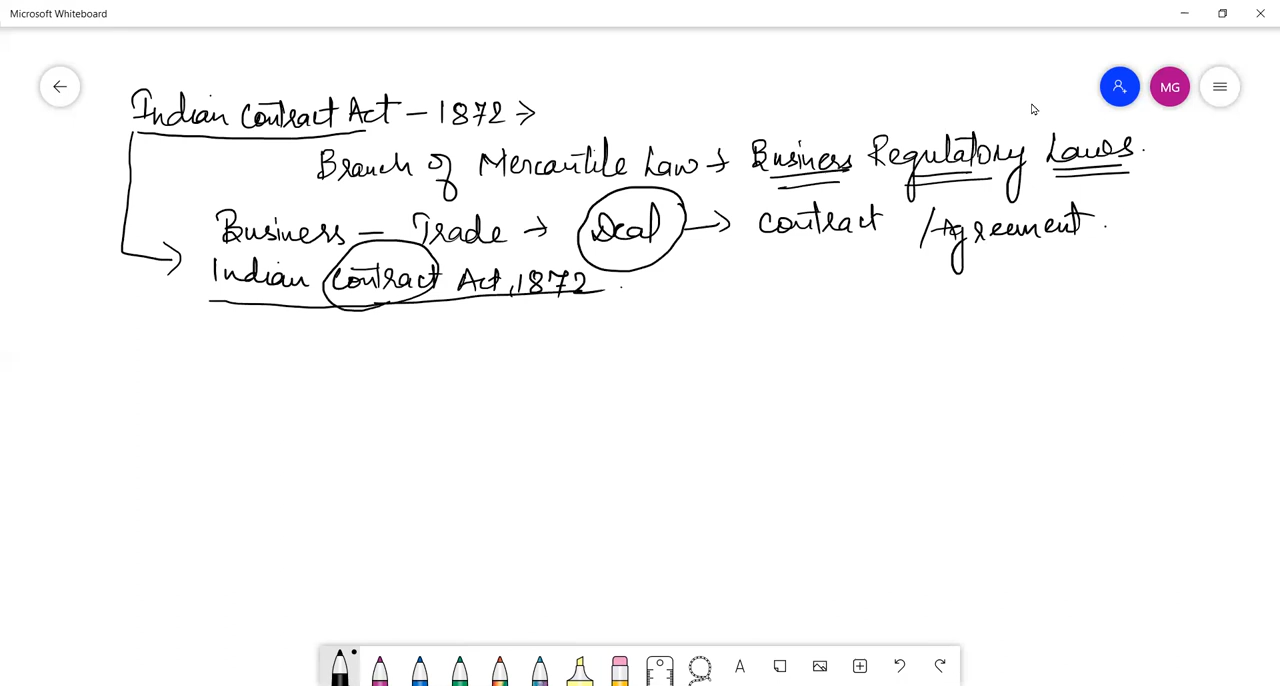 Microsoft Whiteboard
MG
Indian Contract Act – 1872 →
Branch of Mercantile Law → Business Regulatory Laws.
Business – Trade → Deal → Contract / Agreement.
Indian Contract Act, 1872.
A